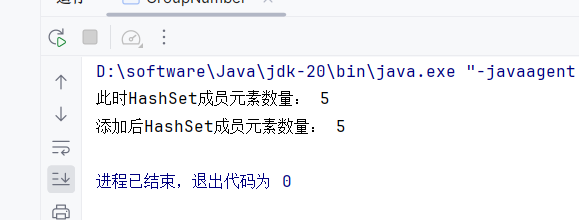 GroupNumber
D:\software\Java\jdk-20\bin\java.exe "-javaagent
此时HashSet成员元素数量： 5
添加后HashSet成员元素数量： 5
进程已结束，退出代码为 0